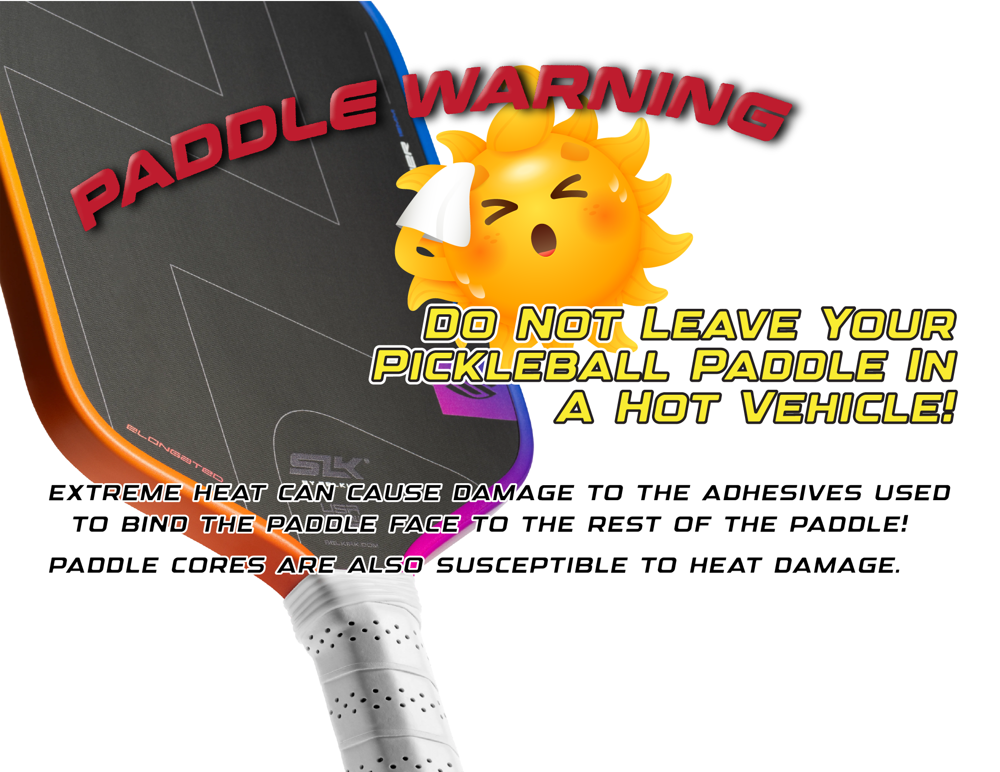 PADDLE WARNING
Do Not Leave Your
Pickleball Paddle In
A Hot Vehicle!
ELONGATED
SLK
EXTREME HEAT CAN CAUSE DAMAGE TO THE ADHESIVES USED
TO BIND THE PADDLE FACE TO THE REST OF THE PADDLE!
SELKIRK.COM
PADDLE CORES ARE ALSO SUSCEPTIBLE TO HEAT DAMAGE.